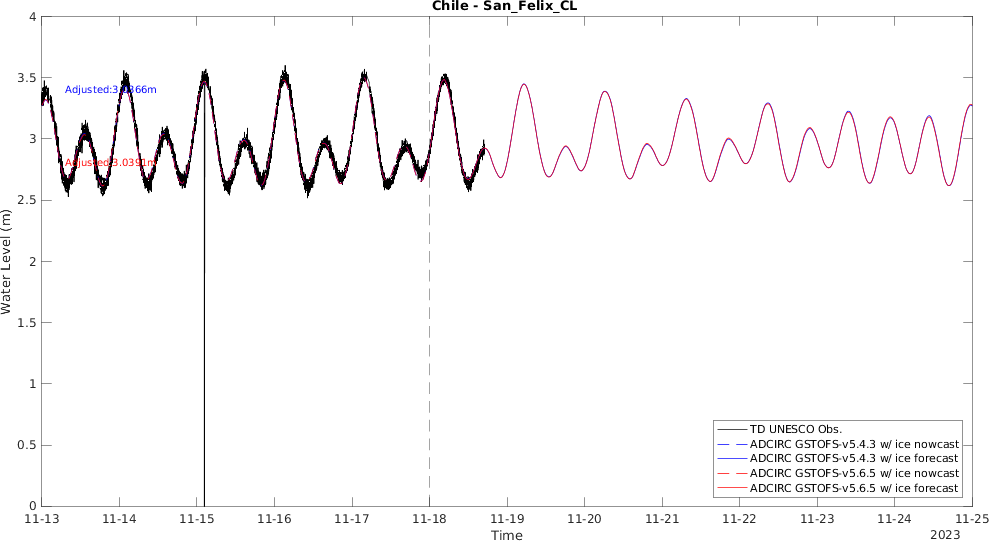 Chile - San_Felix_CL
4
3.5
3
2.5
2
1.5
1
0.5
0
Water Level (m)
Adjusted:3.0366m
Adjusted:3.0391m
TD UNESCO Obs.
ADCIRC GSTOFS-v5.4.3 w/ ice nowcast
ADCIRC GSTOFS-v5.4.3 w/ ice forecast
ADCIRC GSTOFS-v5.6.5 w/ ice nowcast
ADCIRC GSTOFS-v5.6.5 w/ ice forecast
11-13 11-14 11-15 11-16 11-17 11-18 11-19 11-20 11-21 11-22 11-23 11-24 11-25
Time
2023